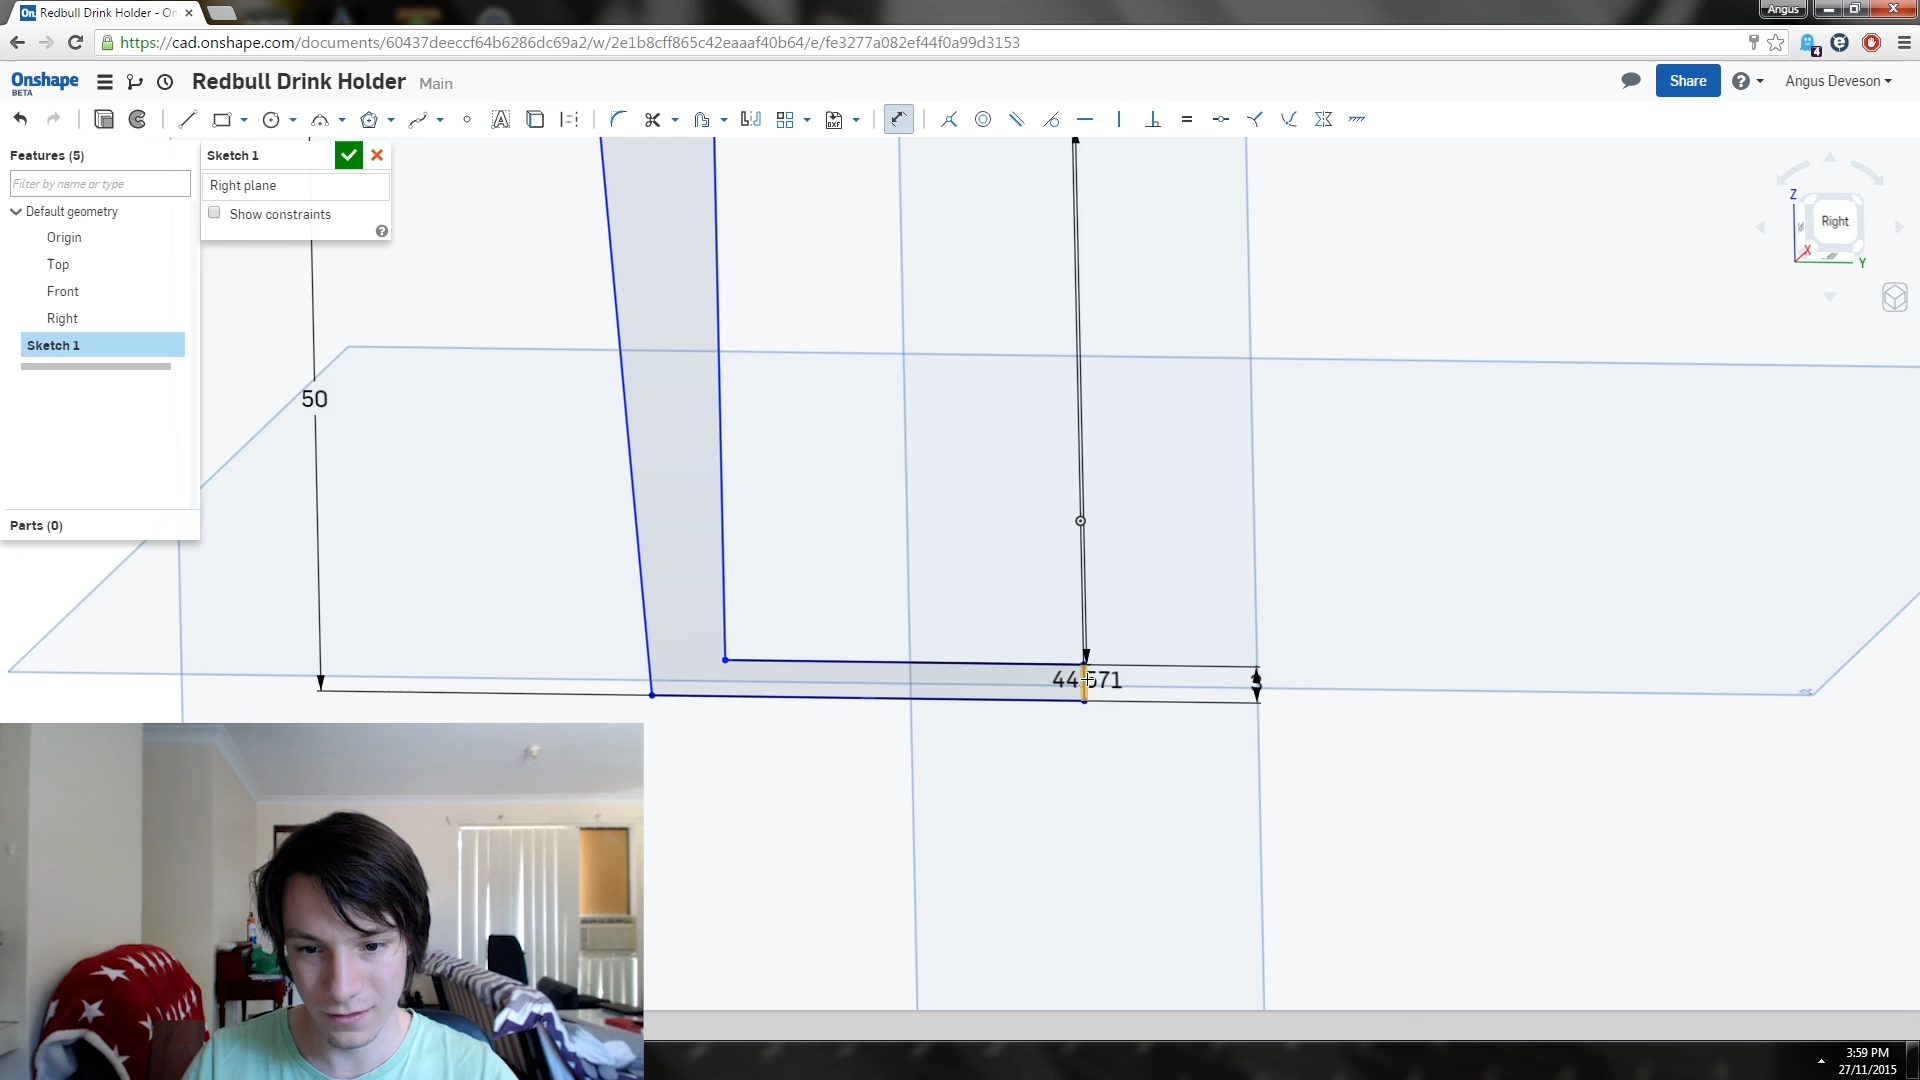 Redbull Drink Holder - On
Angus
https://cad.onshape.com/documents/60437deeccf64b6286dc69a2/w/2e1b8cff865c42eaaaf40b64/e/fe3277a082ef44f0a99d3153
4
Onshape
BETA
Redbull Drink Holder Main
Share
Angus Deveson
Features (5)
Filter by name or type
Default geometry
Origin
Top
Front
Right
Sketch 1
Parts (0)
Sketch 1
Right plane
Show constraints
Z
Right
X
Y
50
44.571
3:59 PM
27/11/2015